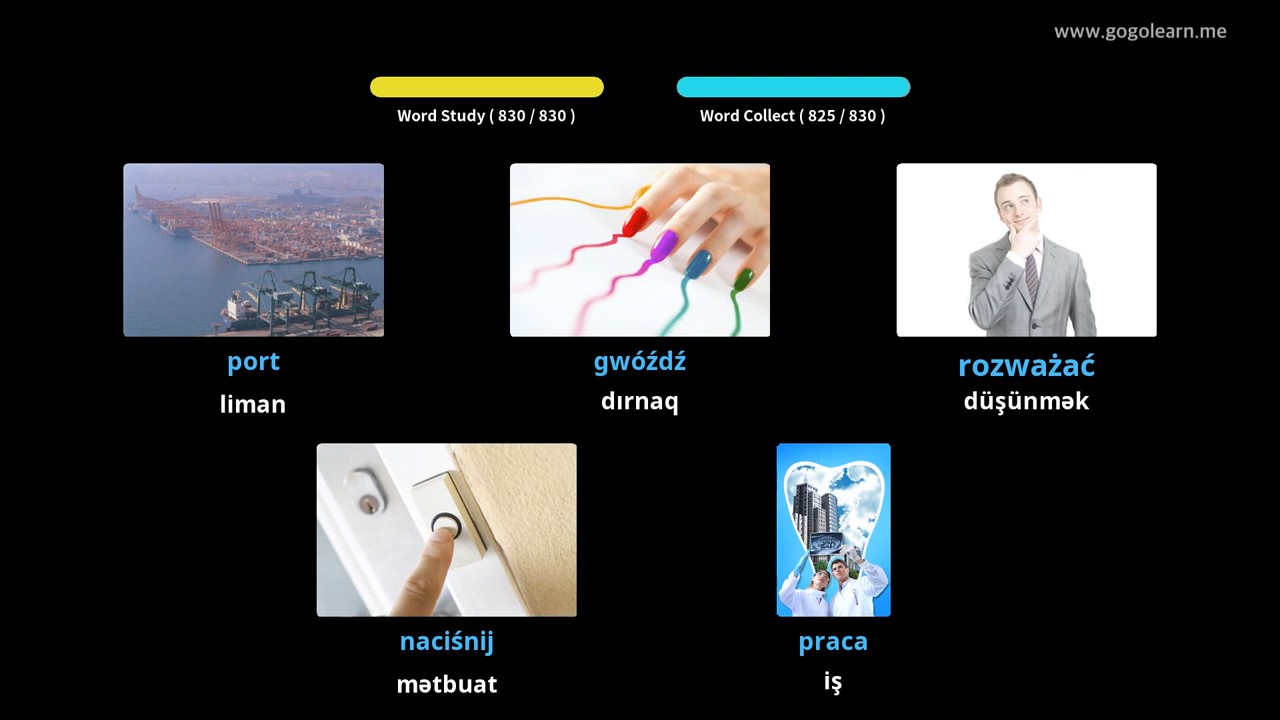 www.gogolearn.me
Word Study ( 830 / 830 )
Word Collect ( 825 / 830 )
port
liman
gwóźdź
dırnaq
rozważać
düşünmək
naciśnij
mətbuat
praca
iş